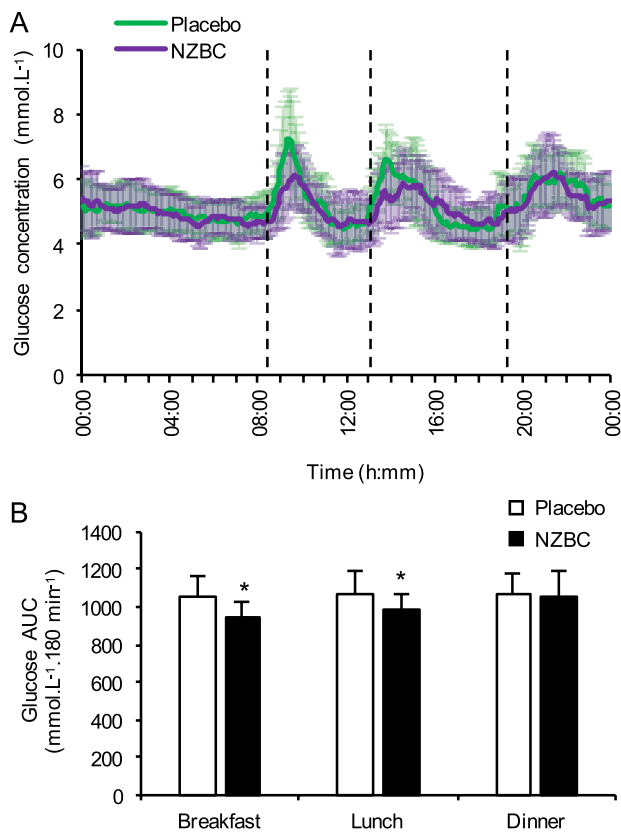 A
Placebo
NZBC
Glucose concentration (mmol.L⁻¹)
10
8
6
4
2
0
00:00
04:00
08:00
12:00
16:00
20:00
00:00
Time (h:mm)
B
Placebo
NZBC
Glucose AUC
(mmol.L⁻¹.180 min⁻¹)
1400
1200
1000
800
600
400
200
0
*
*
Breakfast
Lunch
Dinner